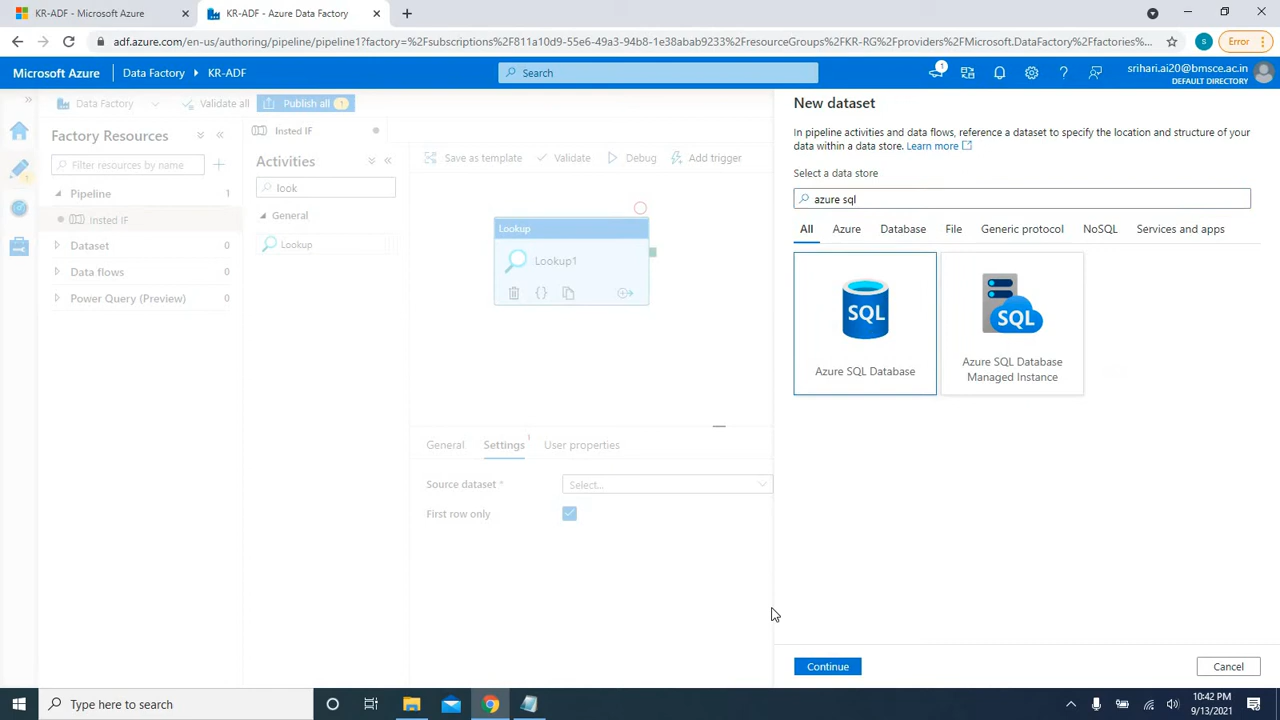 KR-ADF - Microsoft Azure
KR-ADF - Azure Data Factory
adf.azure.com/en-us/authoring/pipeline/pipeline1?factory=%2Fsubscriptions%2F811a10d9-55e6-49a3-94b8-1e38abab9233%2FresourceGroups%2FKR-RG%2Fproviders%2FMicrosoft.DataFactory%2Ffactories%...
s
Error
Microsoft Azure
Data Factory
KR-ADF
Search
1
srihari.ai20@bmsce.ac.in
DEFAULT DIRECTORY
Data Factory
Validate all
Publish all
1
Factory Resources
Filter resources by name
Pipeline
1
Insted IF
Dataset
0
Data flows
0
Power Query (Preview)
0
Insted IF
Activities
look
General
Lookup
Save as template
Validate
Debug
Add trigger
Lookup
Lookup1
General
Settings
1
User properties
Source dataset *
Select...
First row only
New dataset
In pipeline activities and data flows, reference a dataset to specify the location and structure of your
data within a data store. Learn more
Select a data store
azure sql
All
Azure
Database
File
Generic protocol
NoSQL
Services and apps
SQL
Azure SQL Database
SQL
Azure SQL Database
Managed Instance
Continue
Cancel
Type here to search
10:42 PM
9/13/2021